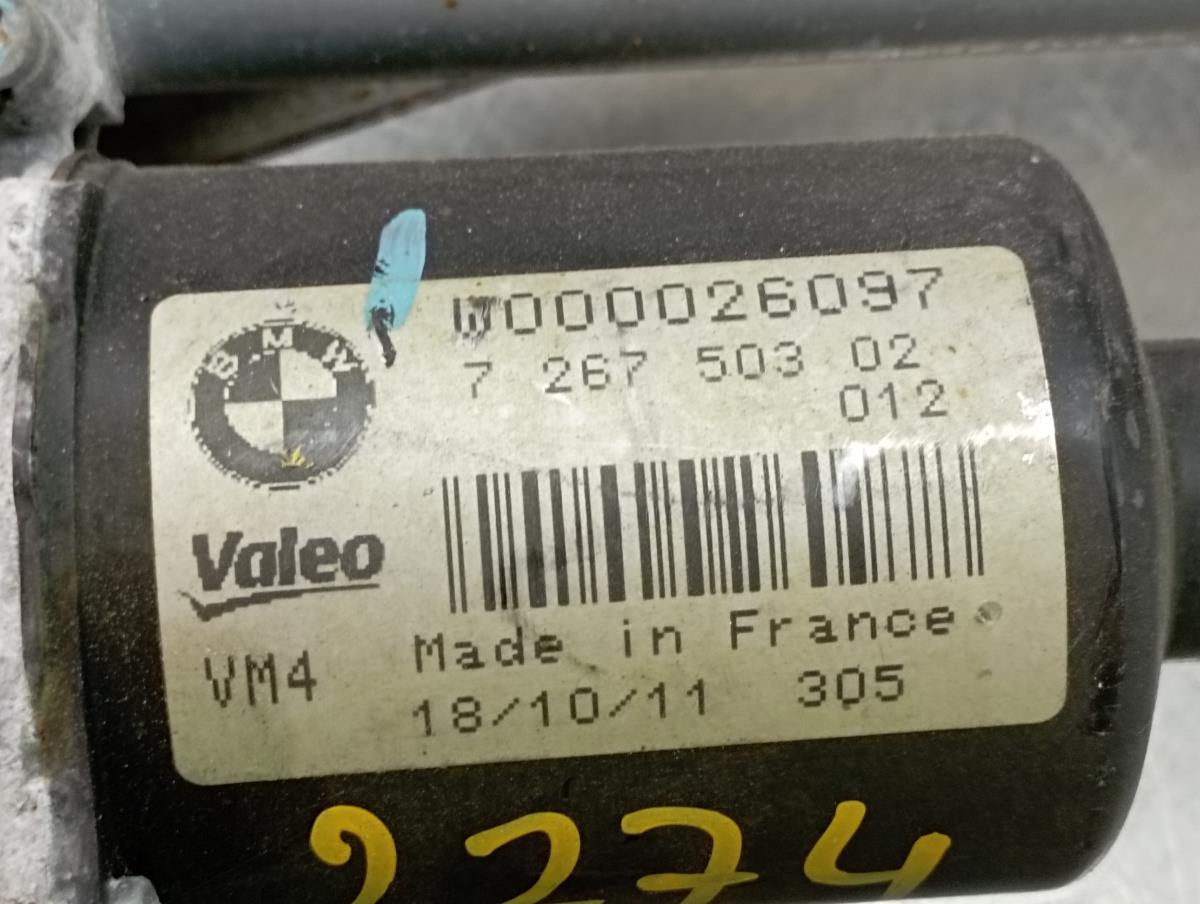 W000026097
7 267 503 02
012
BMW
Valeo
VM4
Made in France
18/10/11 305
2274